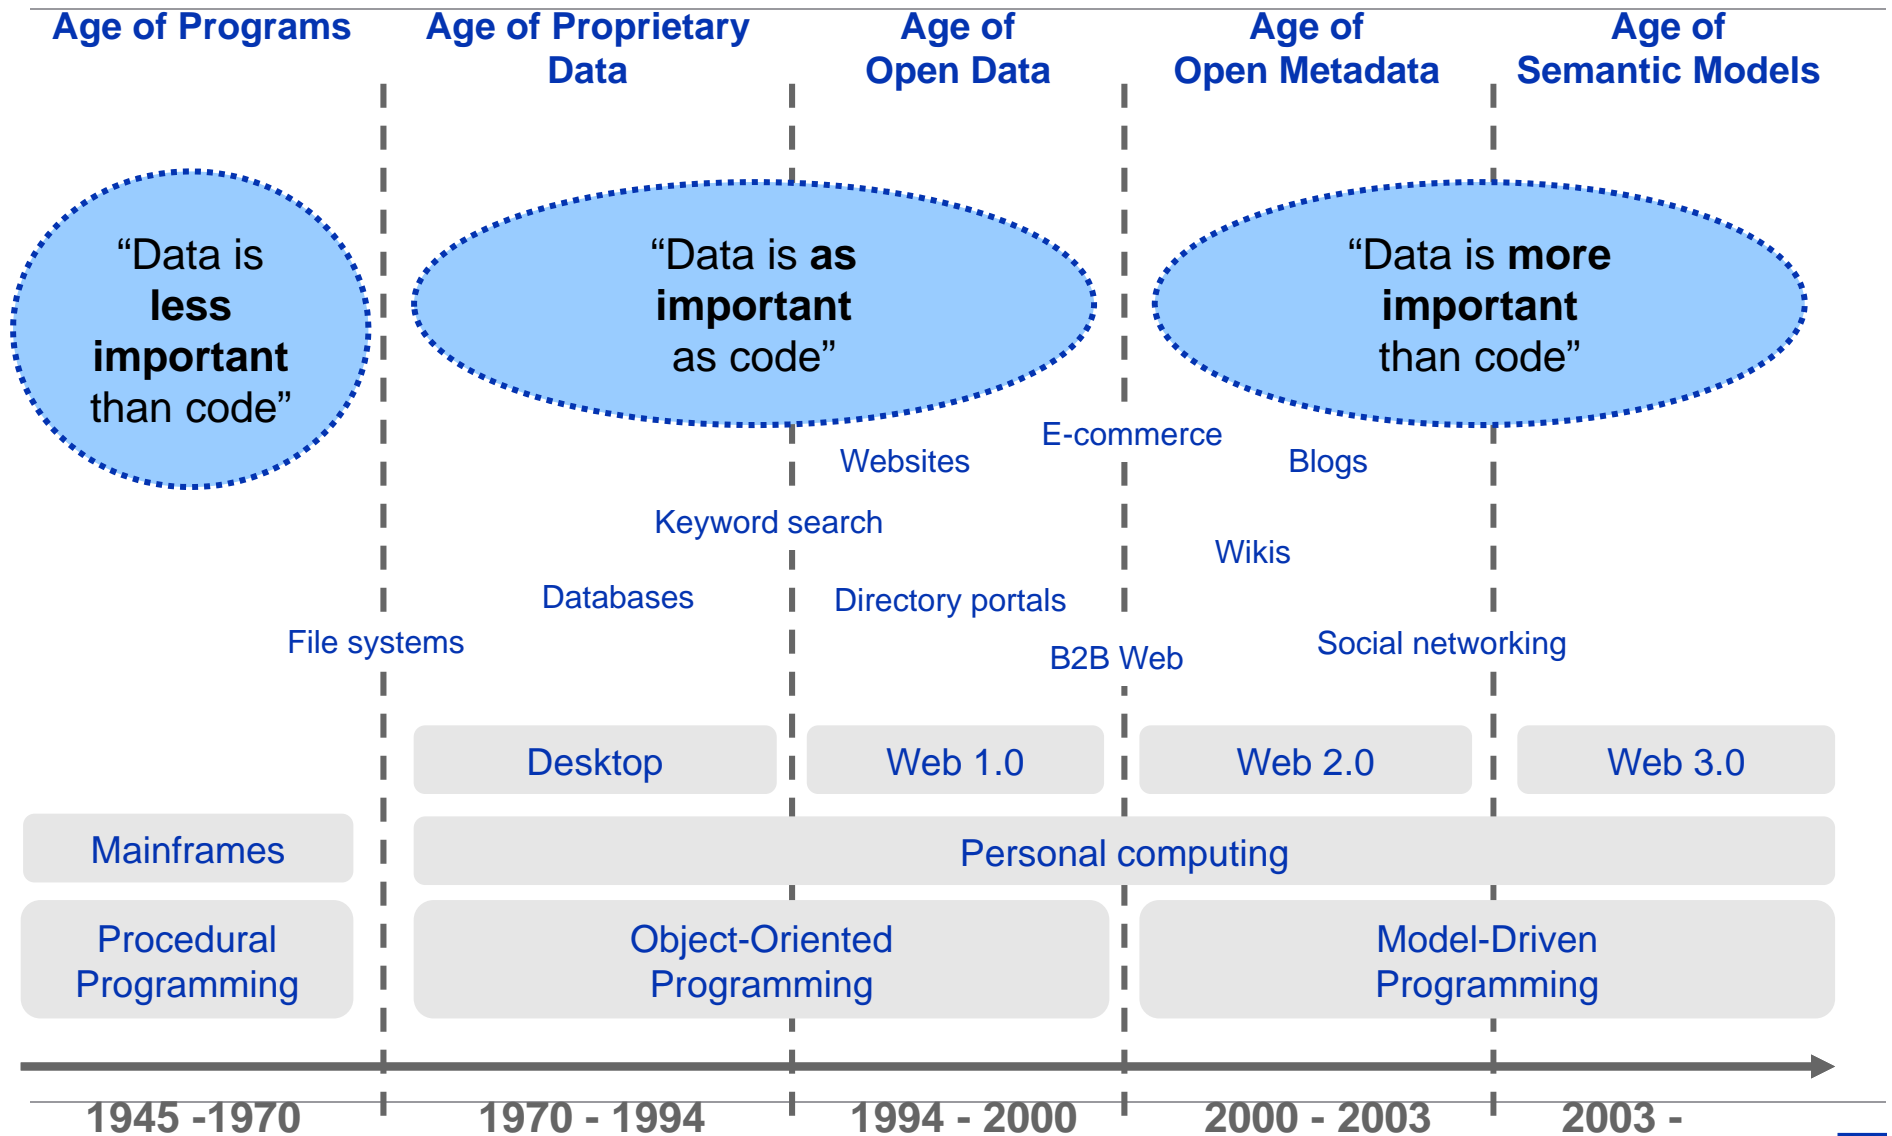 Age of Programs
Age of Proprietary
Data
Age of
Open Data
Age of
Open Metadata
Age of
Semantic Models
“Data is
less
important
than code”
“Data is as
important
as code”
“Data is more
important
than code”
E-commerce
Websites
Blogs
Keyword search
Wikis
Databases
Directory portals
File systems
B2B Web
Social networking
Desktop
Web 1.0
Web 2.0
Web 3.0
Mainframes
Personal computing
Procedural
Programming
Object-Oriented
Programming
Model-Driven
Programming
1945 -1970
1970 - 1994
1994 - 2000
2000 - 2003
2003 -